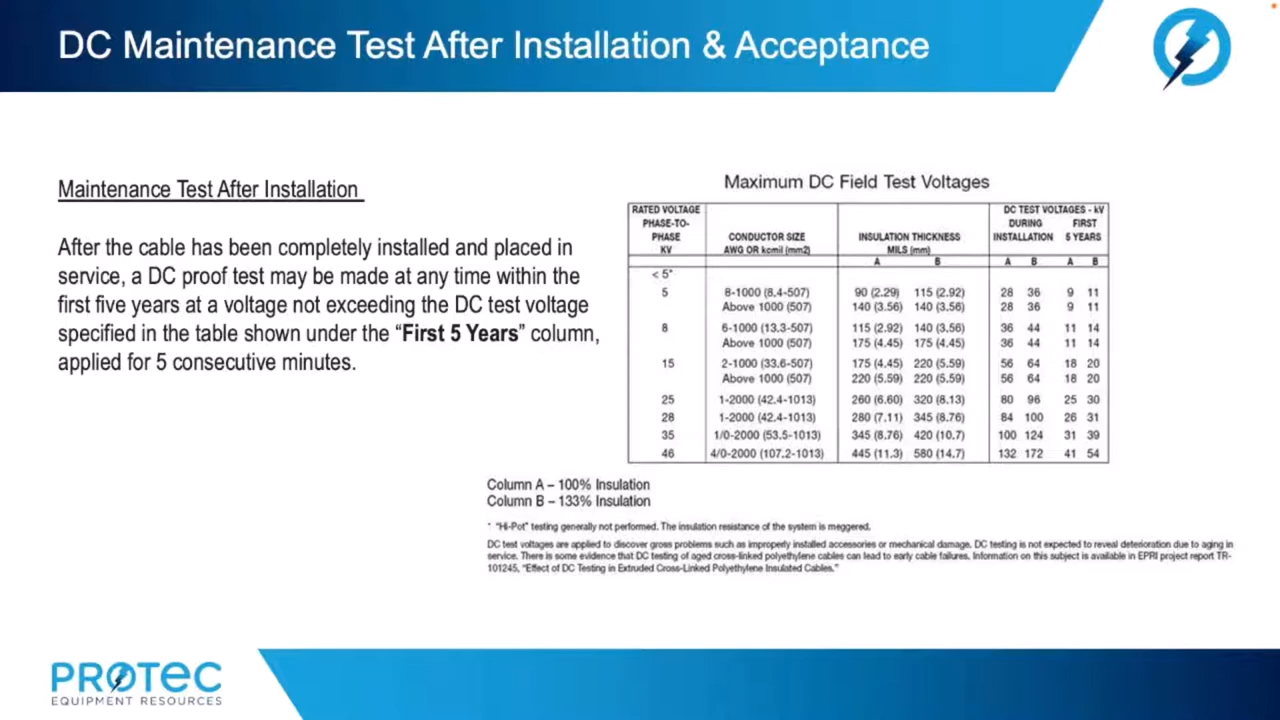 DC Maintenance Test After Installation & Acceptance
Maintenance Test After Installation
After the cable has been completely installed and placed in
service, a DC proof test may be made at any time within the
first five years at a voltage not exceeding the DC test voltage
specified in the table shown under the “First 5 Years” column,
applied for 5 consecutive minutes.
Maximum DC Field Test Voltages
RATED VOLTAGE DC TEST VOLTAGES - kV
PHASE-TO- DURING FIRST
PHASE CONDUCTOR SIZE INSULATION THICKNESS INSTALLATION 5 YEARS
KV AWG OR kcmil (mm2) MILS (mm)
A B A B A B
< 5*
5 8-1000 (8.4-507) 90 (2.29) 115 (2.92) 28 36 9 11
Above 1000 (507) 140 (3.56) 140 (3.56) 28 36 9 11
8 6-1000 (13.3-507) 115 (2.92) 140 (3.56) 36 44 11 14
Above 1000 (507) 175 (4.45) 175 (4.45) 36 44 11 14
15 2-1000 (33.6-507) 175 (4.45) 220 (5.59) 56 64 18 20
Above 1000 (507) 220 (5.59) 220 (5.59) 56 64 18 20
25 1-2000 (42.4-1013) 260 (6.60) 320 (8.13) 80 96 25 30
28 1-2000 (42.4-1013) 280 (7.11) 345 (8.76) 84 100 26 31
35 1/0-2000 (53.5-1013) 345 (8.76) 420 (10.7) 100 124 31 39
46 4/0-2000 (107.2-1013) 445 (11.3) 580 (14.7) 132 172 41 54
Column A – 100% Insulation
Column B – 133% Insulation
* “Hi-Pot” testing generally not performed. The insulation resistance of the system is meggered.
DC test voltages are applied to discover gross problems such as improperly installed accessories or mechanical damage. DC testing is not expected to reveal deterioration due to aging in
service. There is some evidence that DC testing of aged cross-linked polyethylene cables can lead to early cable failures. Information on this subject is available in EPRI project report TR-
101245, “Effect of DC Testing in Extruded Cross-Linked Polyethylene Insulated Cables.”
PROTEC
EQUIPMENT RESOURCES